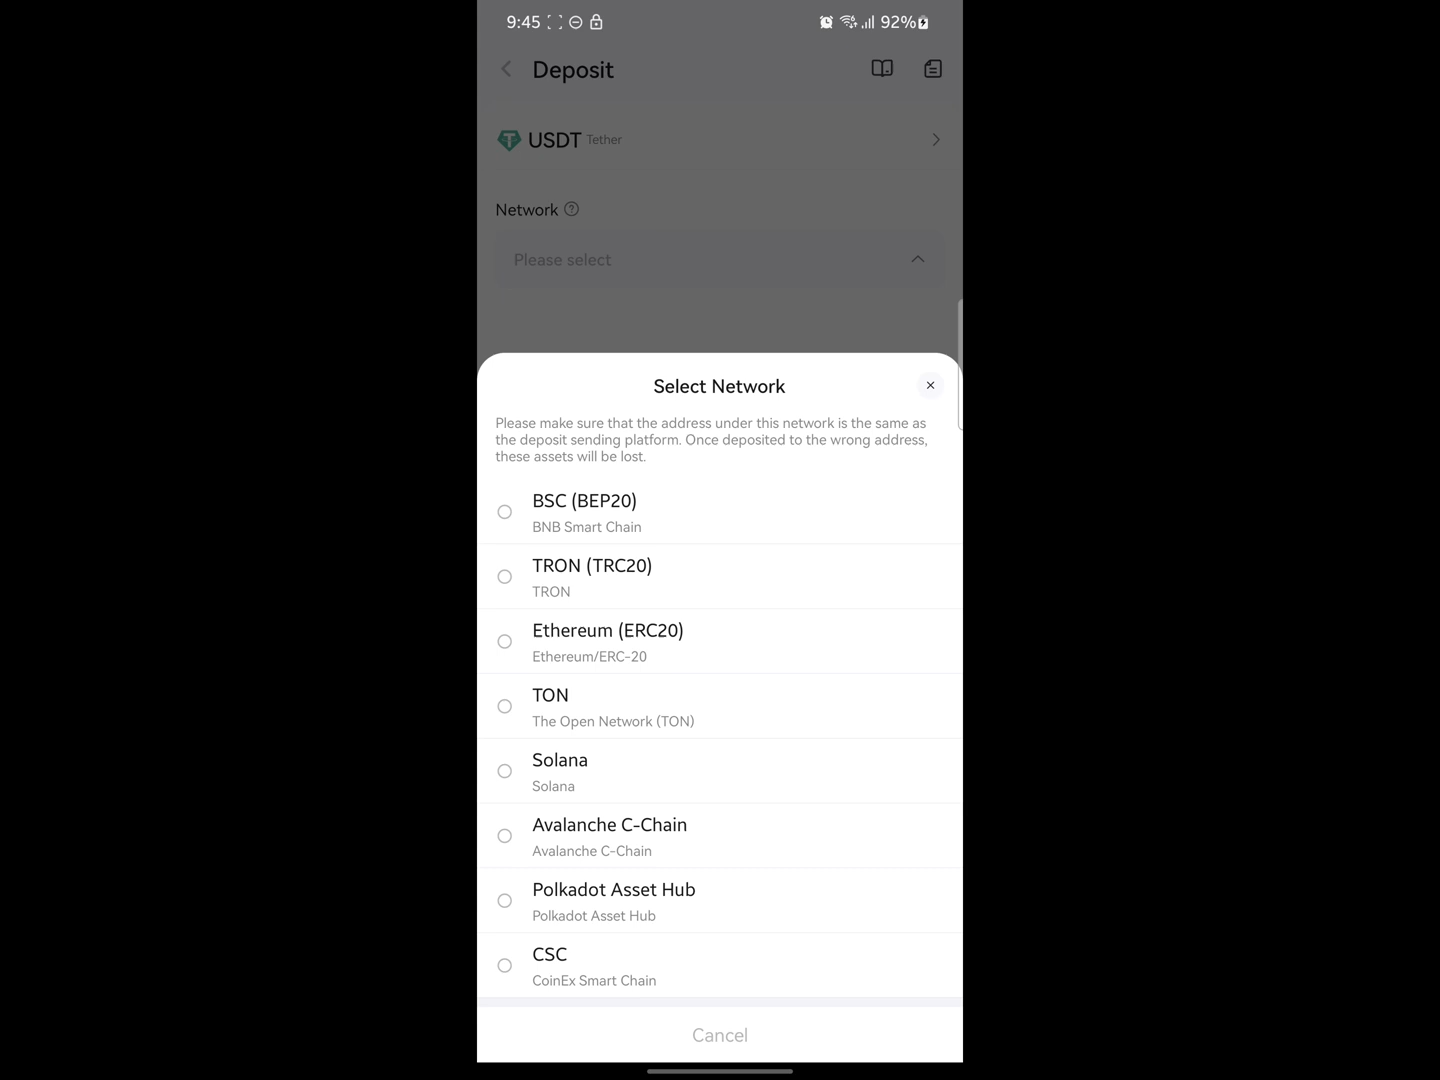 9:45 92%
Deposit
USDT Tether
Network
Please select
Select Network
Please make sure that the address under this network is the same as
the deposit sending platform. Once deposited to the wrong address,
these assets will be lost.
BSC (BEP20)
BNB Smart Chain
TRON (TRC20)
TRON
Ethereum (ERC20)
Ethereum/ERC-20
TON
The Open Network (TON)
Solana
Solana
Avalanche C-Chain
Avalanche C-Chain
Polkadot Asset Hub
Polkadot Asset Hub
CSC
CoinEx Smart Chain
Cancel